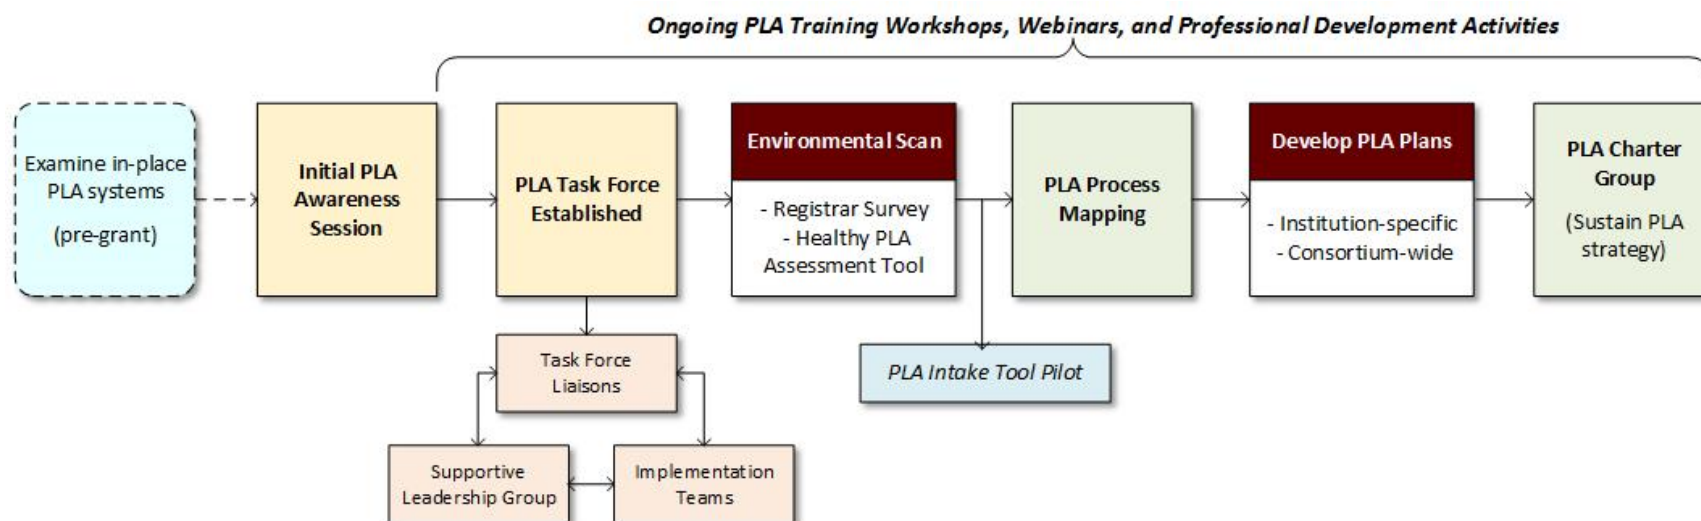 Ongoing PLA Training Workshops, Webinars, and Professional Development Activities
Examine in-place
PLA systems
(pre-grant)
Initial PLA
Awareness
Session
PLA Task Force
Established
Environmental Scan
- Registrar Survey
- Healthy PLA
Assessment Tool
PLA Process
Mapping
Develop PLA Plans
- Institution-specific
- Consortium-wide
PLA Charter
Group
(Sustain PLA
strategy)
Task Force
Liaisons
PLA Intake Tool Pilot
Supportive
Leadership Group
Implementation
Teams